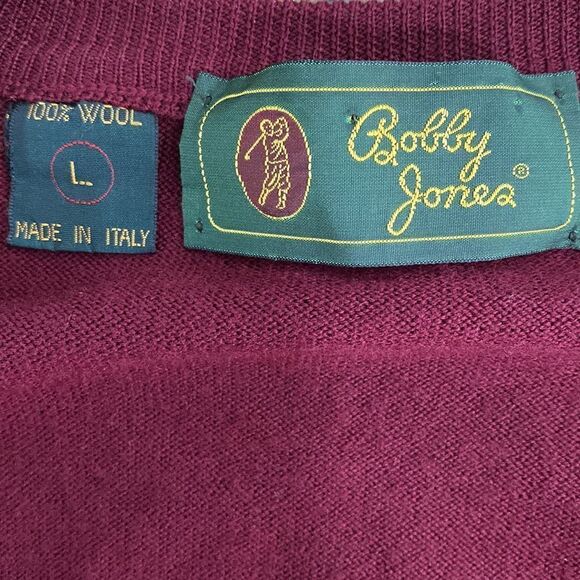 100% WOOL
L.
MADE IN ITALY
Bobby
Jones®